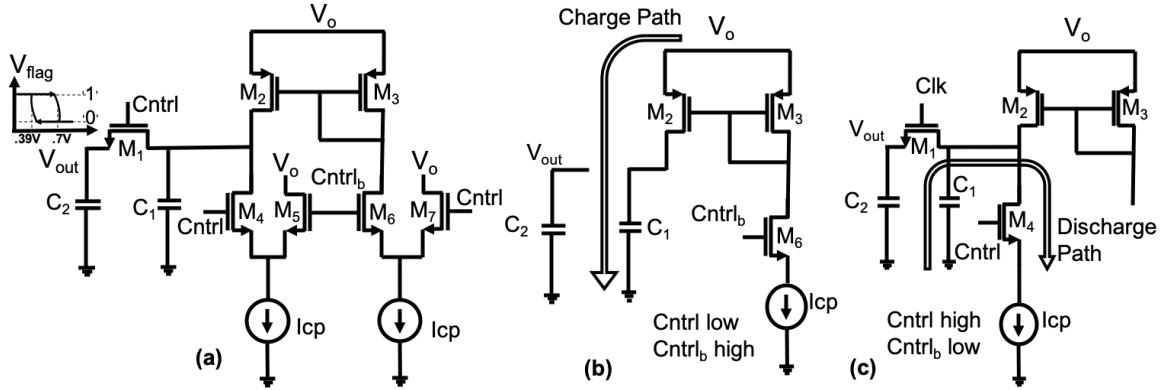 V_flag
'1'
'0'
.39V
.7V
Cntrl
V_out
M_1
C_2
C_1
V_o
M_2
M_3
V_o
Cntrl_b
V_o
Cntrl
M_4
M_5
M_6
M_7
Cntrl
Icp
Icp
(a)
Charge Path
V_o
M_2
M_3
V_out
C_2
C_1
Cntrl_b
M_6
Icp
Cntrl low
Cntrl_b high
(b)
V_o
Clk
M_2
M_3
V_out
M_1
C_2
C_1
M_4
Cntrl
Discharge
Path
Icp
Cntrl high
Cntrl_b low
(c)